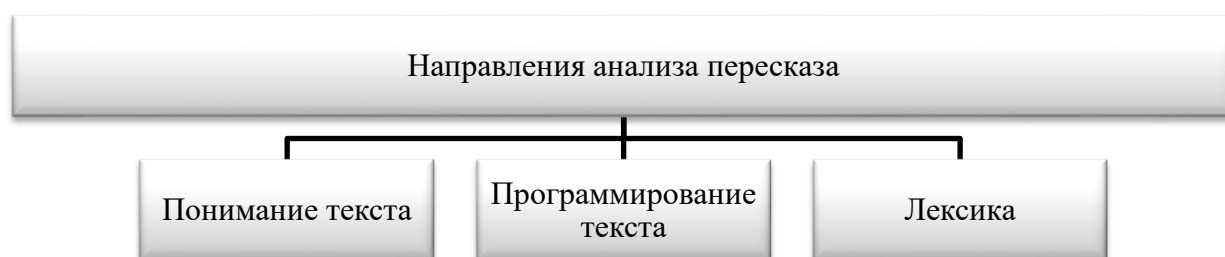 Направления анализа пересказа
Понимание текста
Программирование
текста
Лексика